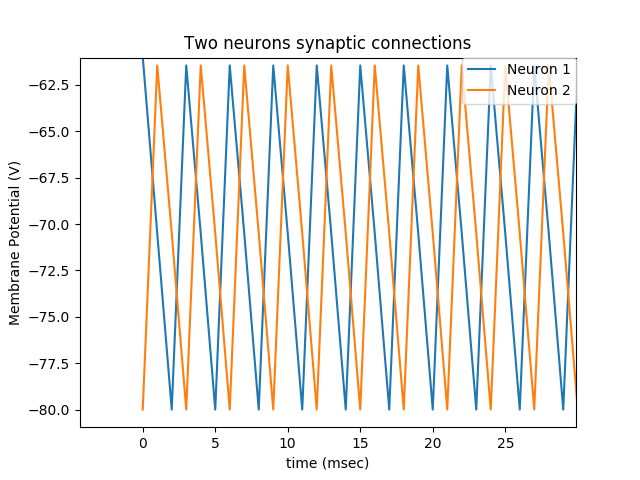 Two neurons synaptic connections
Neuron 1
Neuron 2
−62.5
−65.0
−67.5
−70.0
−72.5
−75.0
−77.5
−80.0
Membrane Potential (V)
0 5 10 15 20 25
time (msec)